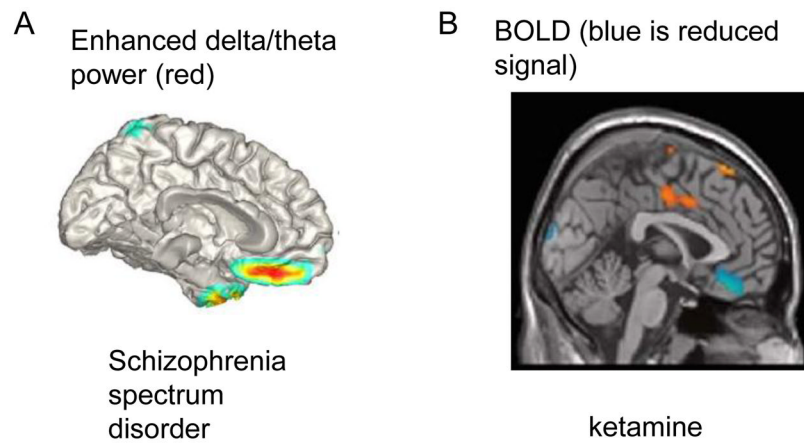 A
Enhanced delta/theta
power (red)
Schizophrenia
spectrum
disorder
B
BOLD (blue is reduced
signal)
ketamine